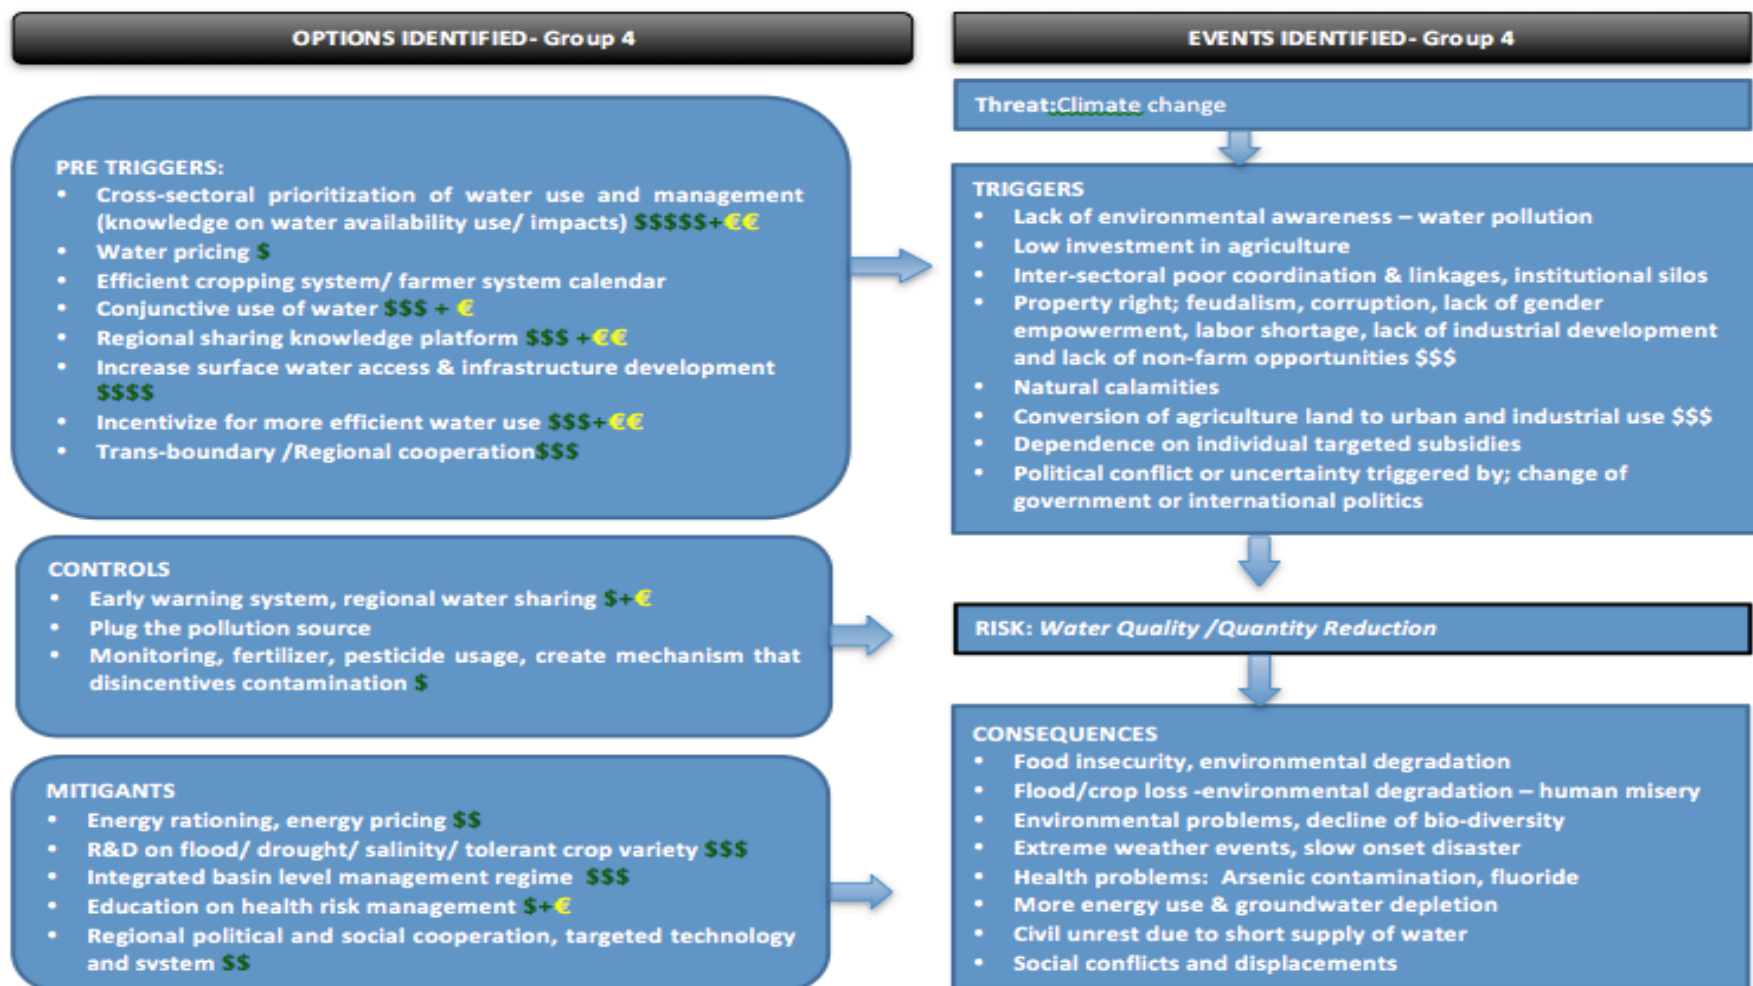 OPTIONS IDENTIFIED- Group 4
PRE TRIGGERS:
• Cross-sectoral prioritization of water use and management
(knowledge on water availability use/ impacts) $$$$$+€€
• Water pricing $
• Efficient cropping system/ farmer system calendar
• Conjunctive use of water $$$ + €
• Regional sharing knowledge platform $$$ +€€
• Increase surface water access & infrastructure development
$$$$
• Incentivize for more efficient water use $$$+€€
• Trans-boundary /Regional cooperation$$$
CONTROLS
• Early warning system, regional water sharing $+€
• Plug the pollution source
• Monitoring, fertilizer, pesticide usage, create mechanism that
disincentives contamination $
MITIGANTS
• Energy rationing, energy pricing $$
• R&D on flood/ drought/ salinity/ tolerant crop variety $$$
• Integrated basin level management regime $$$
• Education on health risk management $+€
• Regional political and social cooperation, targeted technology
and system $$
EVENTS IDENTIFIED- Group 4
Threat:Climate change
TRIGGERS
• Lack of environmental awareness – water pollution
• Low investment in agriculture
• Inter-sectoral poor coordination & linkages, institutional silos
• Property right; feudalism, corruption, lack of gender
empowerment, labor shortage, lack of industrial development
and lack of non-farm opportunities $$$
• Natural calamities
• Conversion of agriculture land to urban and industrial use $$$
• Dependence on individual targeted subsidies
• Political conflict or uncertainty triggered by; change of
government or international politics
RISK: Water Quality /Quantity Reduction
CONSEQUENCES
• Food insecurity, environmental degradation
• Flood/crop loss -environmental degradation – human misery
• Environmental problems, decline of bio-diversity
• Extreme weather events, slow onset disaster
• Health problems: Arsenic contamination, fluoride
• More energy use & groundwater depletion
• Civil unrest due to short supply of water
• Social conflicts and displacements